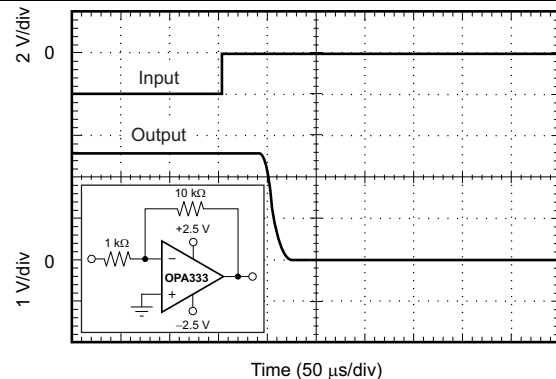 2 V/div
0
Input
Output
10 kΩ
+2.5 V
1 kΩ
−
OPA333
+
−2.5 V
0
1 V/div
Time (50 μs/div)